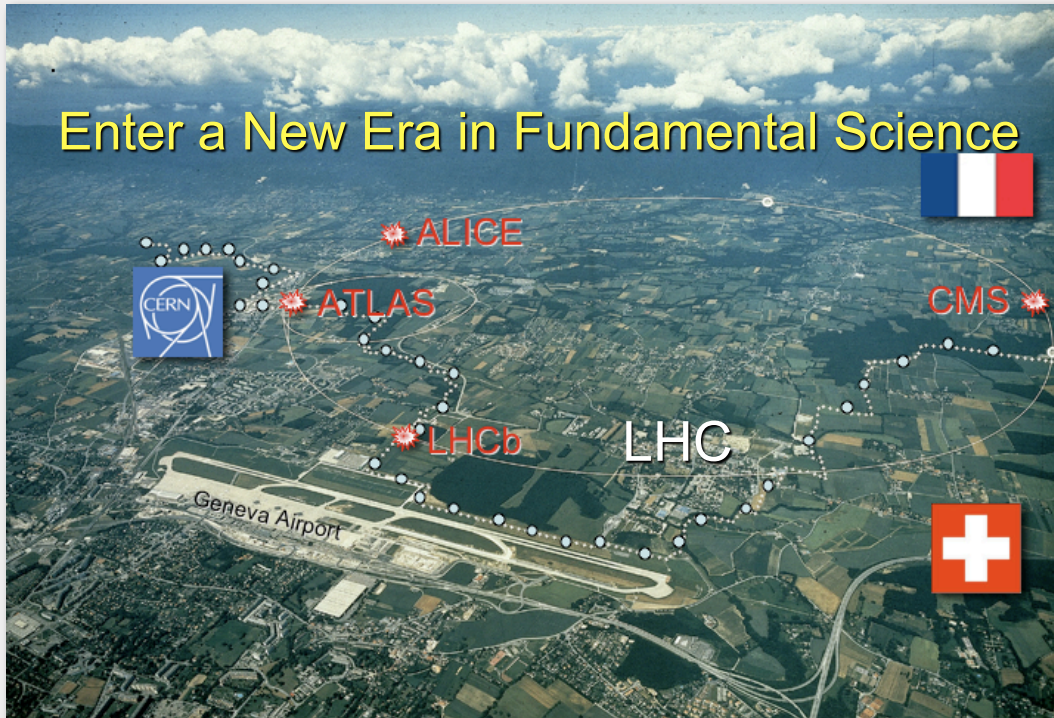 Enter a New Era in Fundamental Science
ALICE
CERN
ATLAS
CMS
LHCb
LHC
Geneva Airport